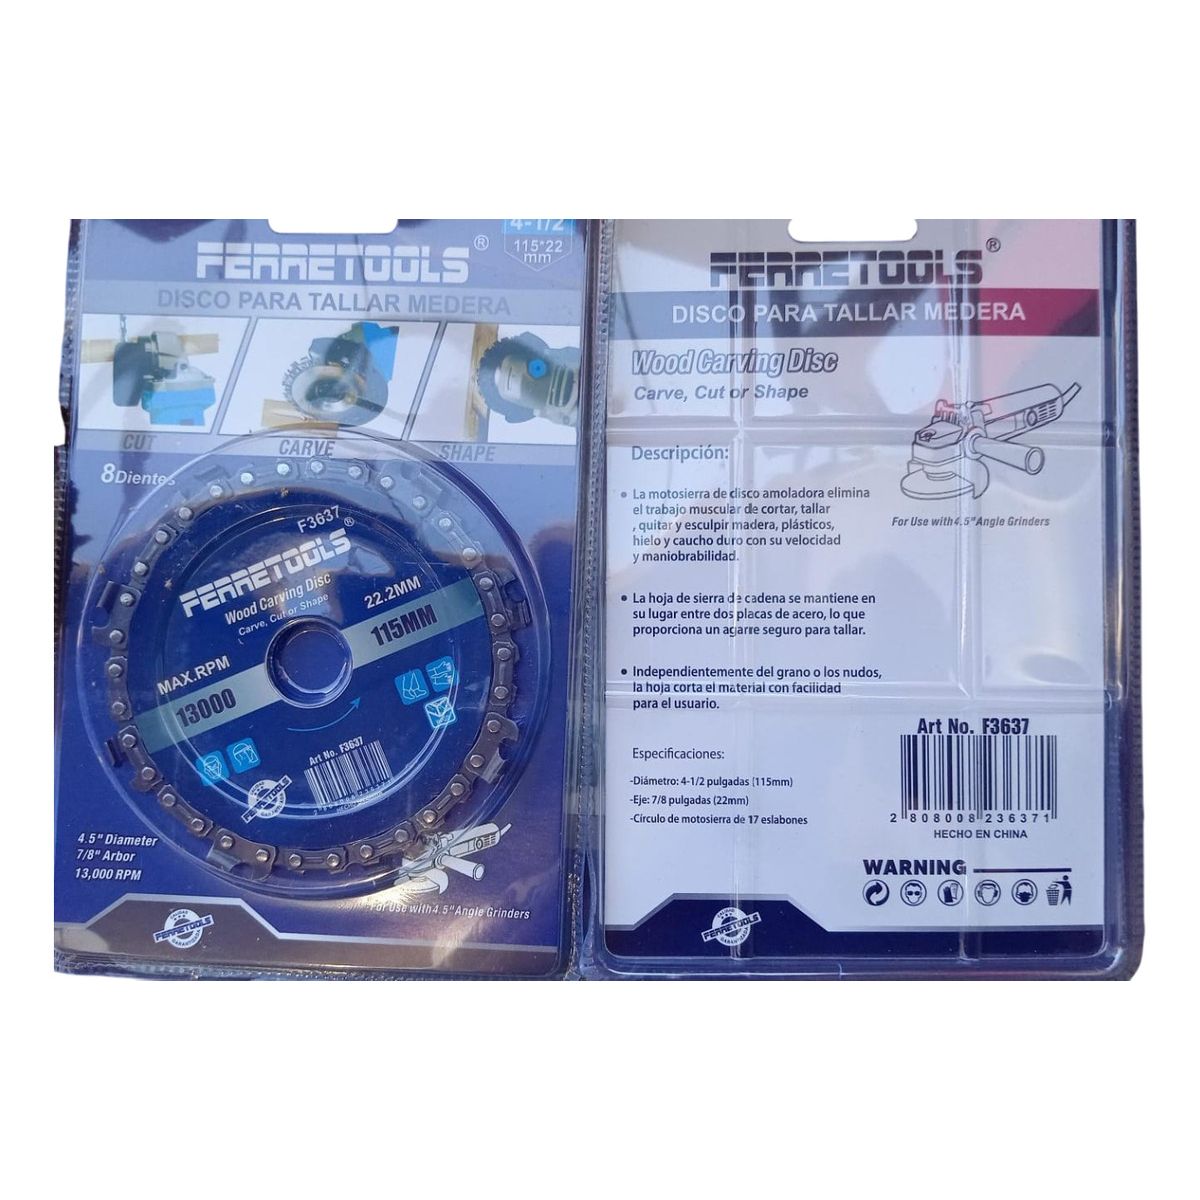 4-1/2
115*22
mm
FERRETOOLS®
DISCO PARA TALLAR MEDERA
CUT
CARVE
SHAPE
8Dientes
F3637
FERRETOOLS®
Wood Carving Disc
Carve, Cut or Shape
22.2MM
115MM
MAX.RPM
13000
Art No. F3637
FERRETOOLS
4.5" Diameter
7/8" Arbor
13,000 RPM
For Use with 4.5" Angle Grinders
CALIDAD
FERRETOOLS
GARANTIZADA
FERRETOOLS®
DISCO PARA TALLAR MEDERA
Wood Carving Disc
Carve, Cut or Shape
Descripción:
For Use with 4.5" Angle Grinders
• La motosierra de disco amoladora elimina
el trabajo muscular de cortar, tallar
, quitar y esculpir madera, plásticos,
hielo y caucho duro con su velocidad
y maniobrabilidad.
• La hoja de sierra de cadena se mantiene en
su lugar entre dos placas de acero, lo que
proporciona un agarre seguro para tallar.
• Independientemente del grano o los nudos,
la hoja corta el material con facilidad
para el usuario.
Especificaciones:
-Diámetro: 4-1/2 pulgadas (115mm)
-Eje: 7/8 pulgadas (22mm)
-Círculo de motosierra de 17 eslabones
Art No. F3637
2 808008 236371
HECHO EN CHINA
WARNING
CALIDAD
FERRETOOLS
GARANTIZADA